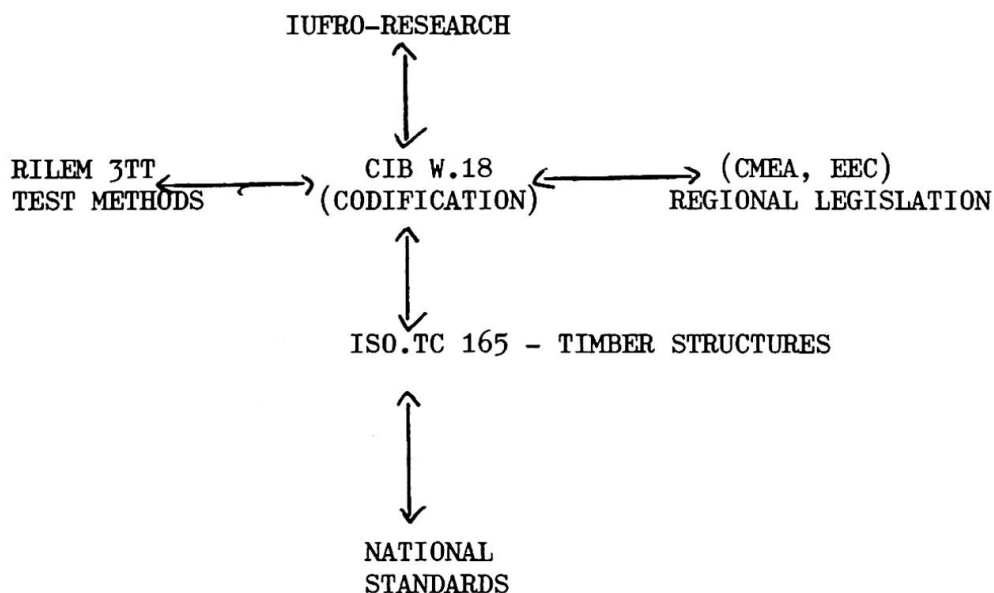 IUFRO-RESEARCH
RILEM 3TT
TEST METHODS
CIB W.18
(CODIFICATION)
(CMEA, EEC)
REGIONAL LEGISLATION
ISO.TC 165 - TIMBER STRUCTURES
NATIONAL
STANDARDS